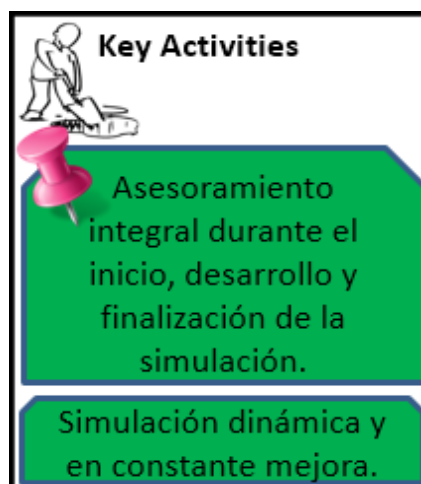 Key Activities
Asesoramiento
integral durante el
inicio, desarrollo y
finalización de la
simulación.
Simulación dinámica y
en constante mejora.